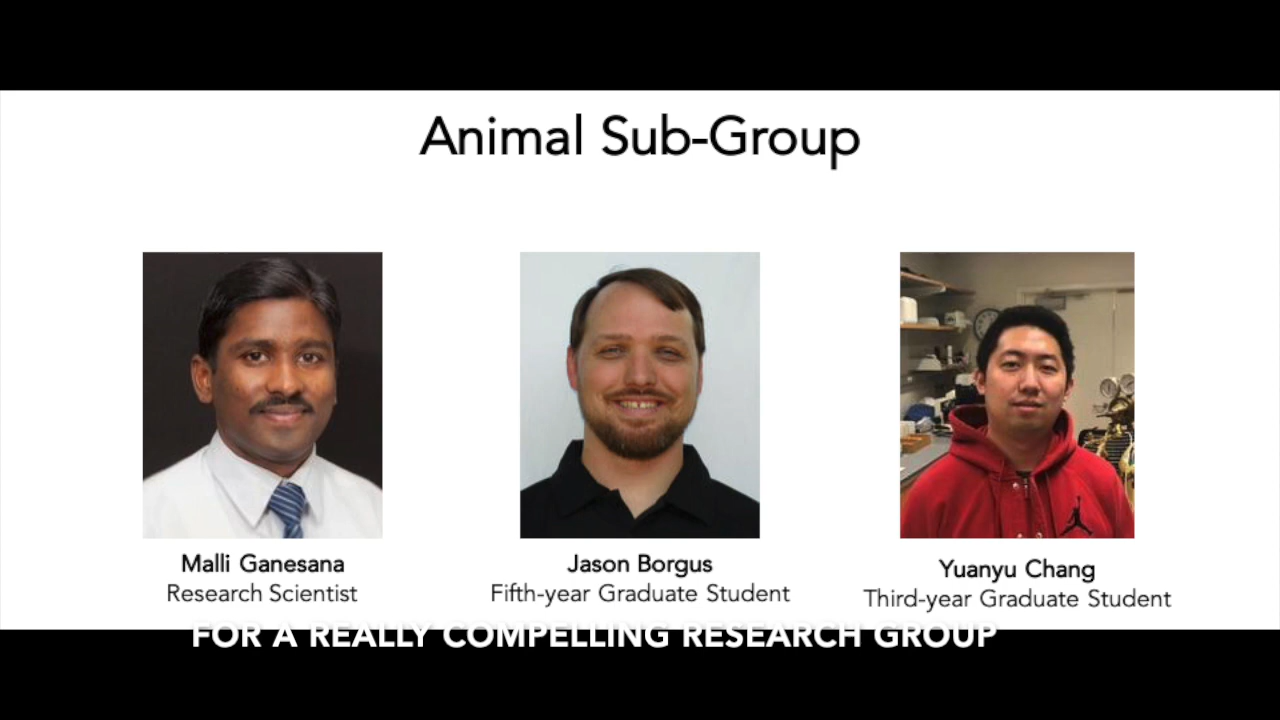 Animal Sub-Group
Malli Ganesana
Research Scientist
Jason Borgus
Fifth-year Graduate Student
Yuanyu Chang
Third-year Graduate Student
FOR A REALLY COMPELLING RESEARCH GROUP